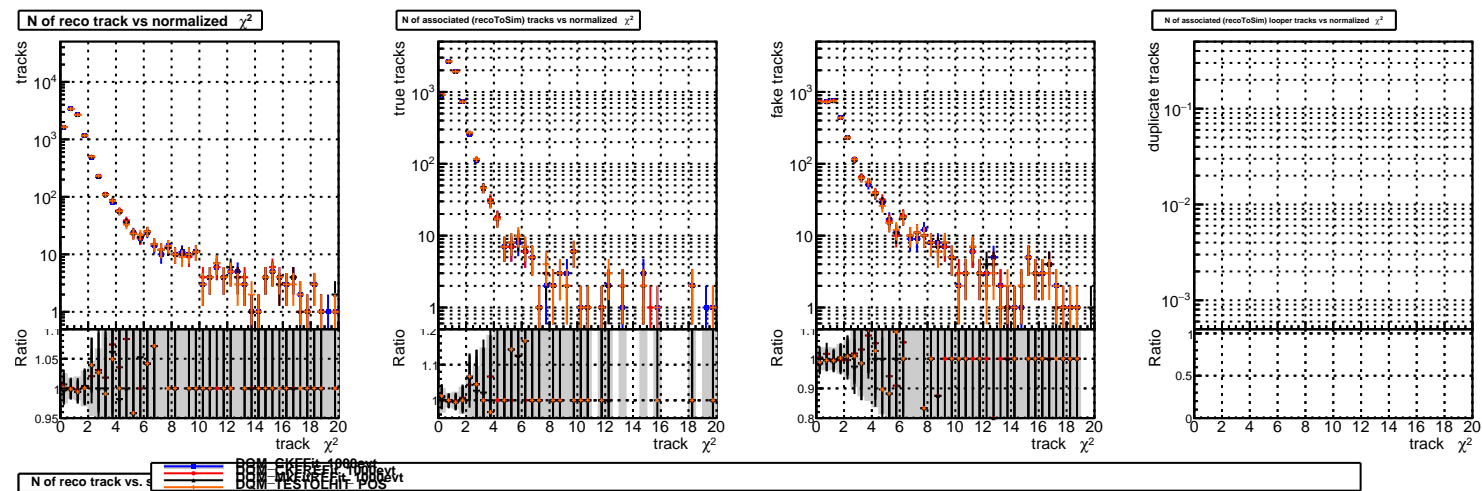 N of reco track vs normalized χ²
tracks
10⁴
10³
10²
10
1
Ratio
1.1
1.05
1
0.95
0 2 4 6 8 10 12 14 16 18 20
track χ²
N of associated (recoToSim) tracks vs normalized χ²
true tracks
10³
10²
10
1
Ratio
1.2
1.1
1
0 2 4 6 8 10 12 14 16 18 20
track χ²
fake tracks
10³
10²
10
1
Ratio
1.1
1
0.9
0.8
0 2 4 6 8 10 12 14 16 18 20
track χ²
N of associated (recoToSim) looper tracks vs normalized χ²
duplicate tracks
10⁻¹
10⁻²
10⁻³
Ratio
1
0.5
0
0 2 4 6 8 10 12 14 16 18 20
track χ²
N of reco track vs. s
DQM_CKFFit_1000evt
DQM_TESTOLHIT_POS